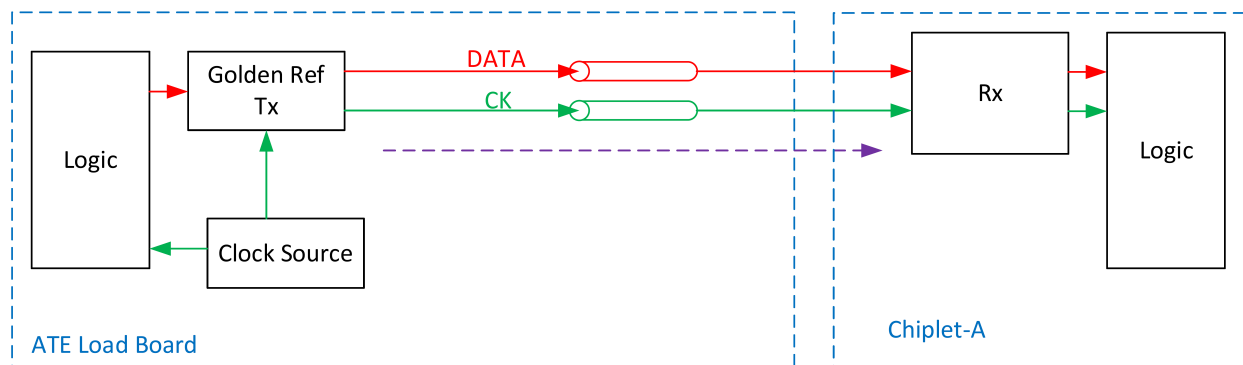 DATA
Golden Ref
Tx
CK
Rx
Logic
Logic
Clock Source
ATE Load Board
Chiplet-A